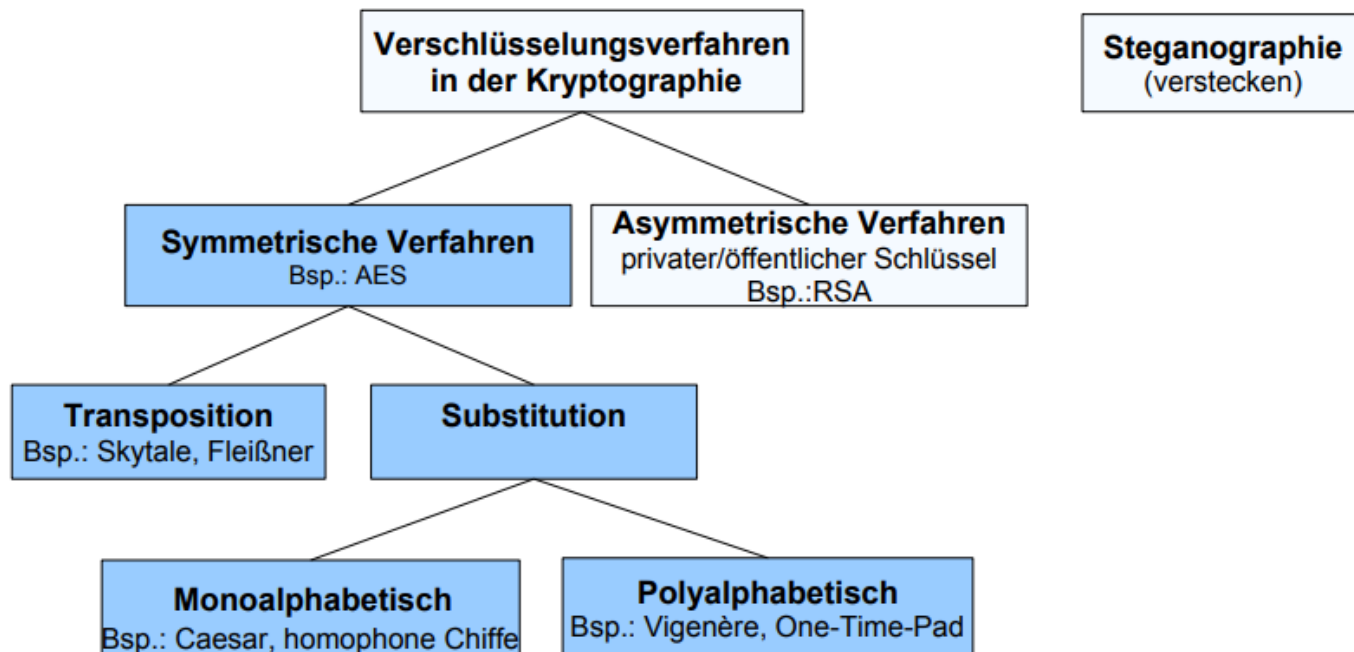 Verschlüsselungsverfahren
in der Kryptographie
Steganographie
(verstecken)
Symmetrische Verfahren
Bsp.: AES
Asymmetrische Verfahren
privater/öffentlicher Schlüssel
Bsp.:RSA
Transposition
Bsp.: Skytale, Fleißner
Substitution
Monoalphabetisch
Bsp.: Caesar, homophone Chiffe
Polyalphabetisch
Bsp.: Vigenère, One-Time-Pad